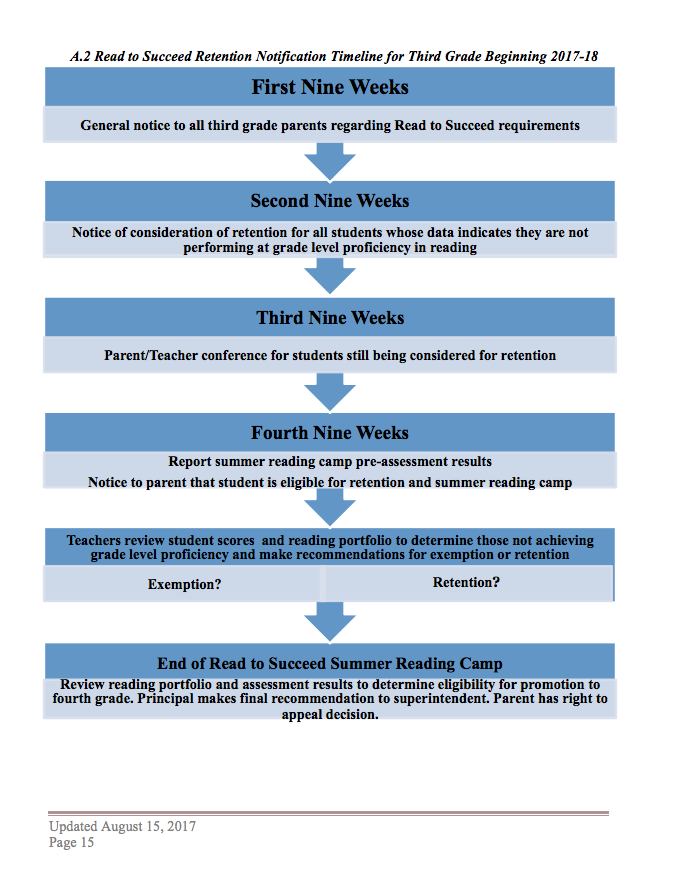 A.2 Read to Succeed Retention Notification Timeline for Third Grade Beginning 2017-18
First Nine Weeks
General notice to all third grade parents regarding Read to Succeed requirements
Second Nine Weeks
Notice of consideration of retention for all students whose data indicates they are not
performing at grade level proficiency in reading
Third Nine Weeks
Parent/Teacher conference for students still being considered for retention
Fourth Nine Weeks
Report summer reading camp pre-assessment results
Notice to parent that student is eligible for retention and summer reading camp
Teachers review student scores and reading portfolio to determine those not achieving
grade level proficiency and make recommendations for exemption or retention
Exemption?
Retention?
End of Read to Succeed Summer Reading Camp
Review reading portfolio and assessment results to determine eligibility for promotion to
fourth grade. Principal makes final recommendation to superintendent. Parent has right to
appeal decision.
Updated August 15, 2017
Page 15